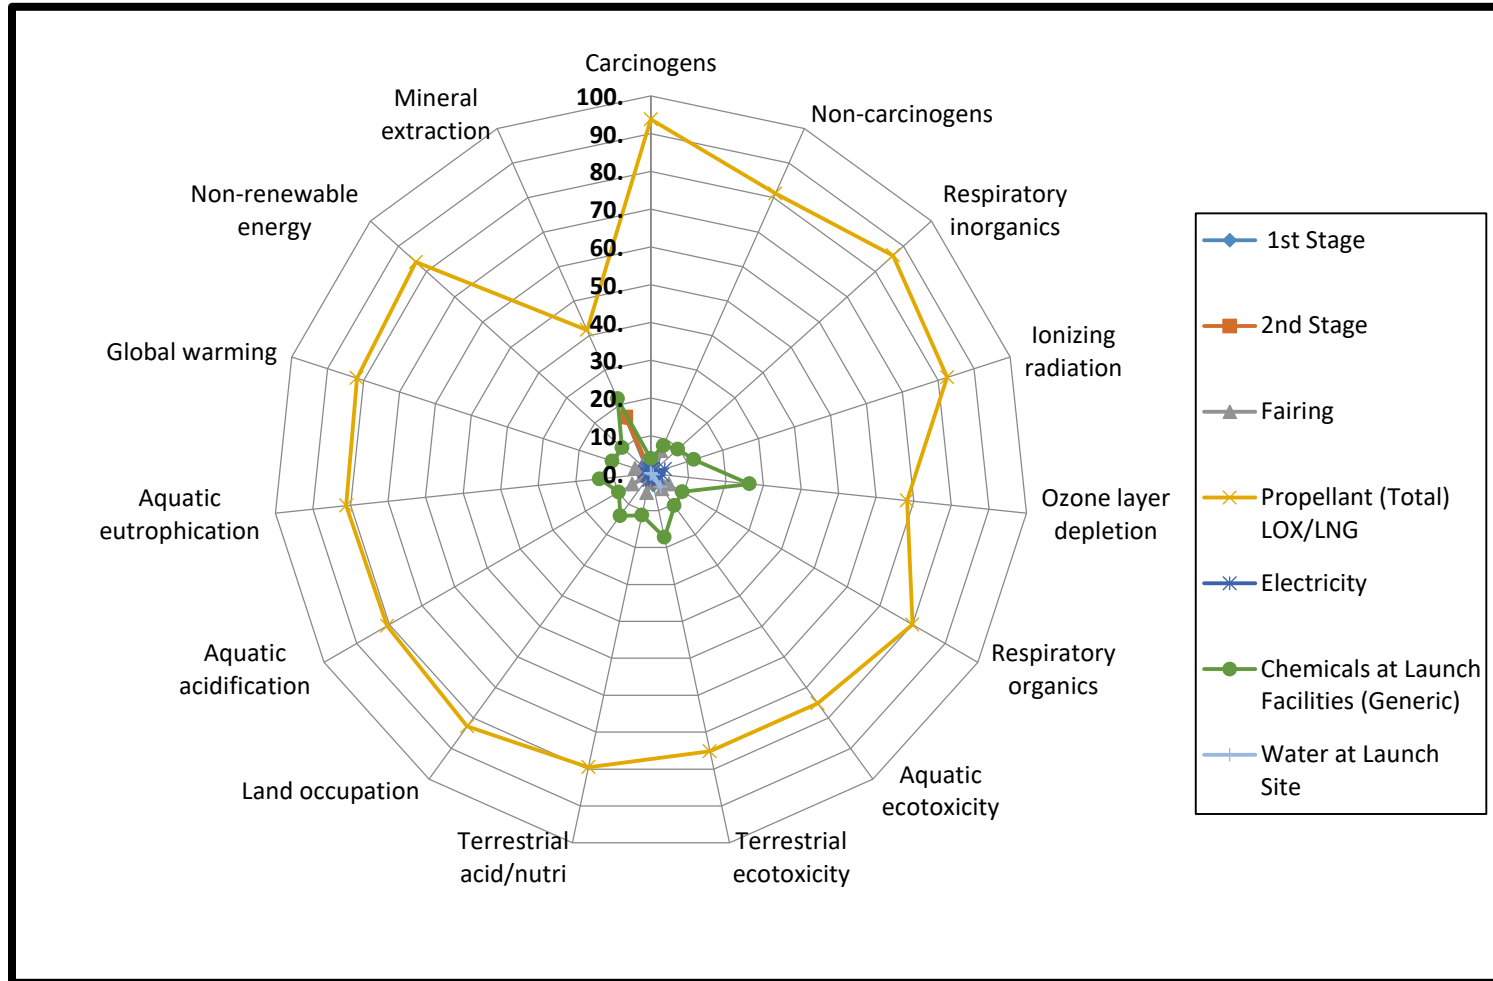 Carcinogens
Non-carcinogens
Respiratory
inorganics
Ionizing
radiation
Ozone layer
depletion
Respiratory
organics
Aquatic
ecotoxicity
Terrestrial
ecotoxicity
Terrestrial
acid/nutri
Land occupation
Aquatic
acidification
Aquatic
eutrophication
Global warming
Non-renewable
energy
Mineral
extraction
100.
90.
80.
70.
60.
50.
40.
30.
20.
10.
0.
1st Stage
2nd Stage
Fairing
Propellant (Total)
LOX/LNG
Electricity
Chemicals at Launch
Facilities (Generic)
Water at Launch
Site